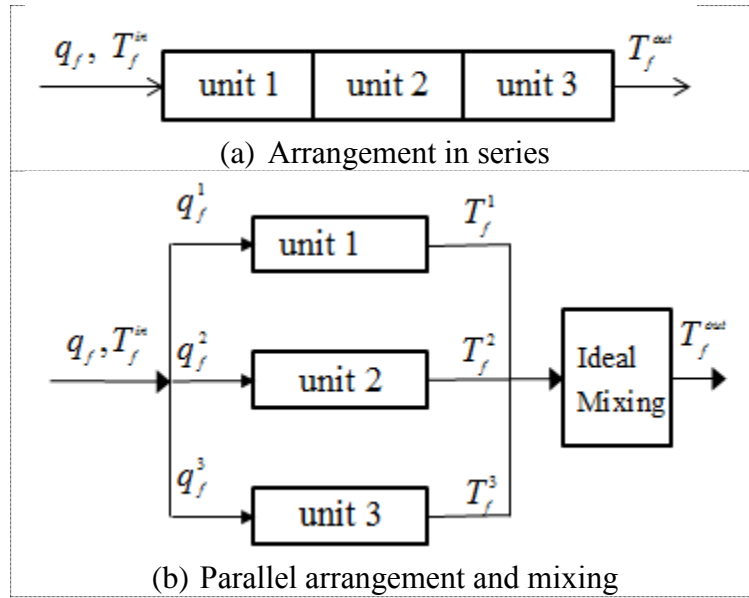 q_f, T_f^{in}
unit 1 unit 2 unit 3
T_f^{out}
(a) Arrangement in series
q_f^1
unit 1
T_f^1
q_f, T_f^{in}
q_f^2
unit 2
T_f^2
Ideal
Mixing
T_f^{out}
q_f^3
unit 3
T_f^3
(b) Parallel arrangement and mixing